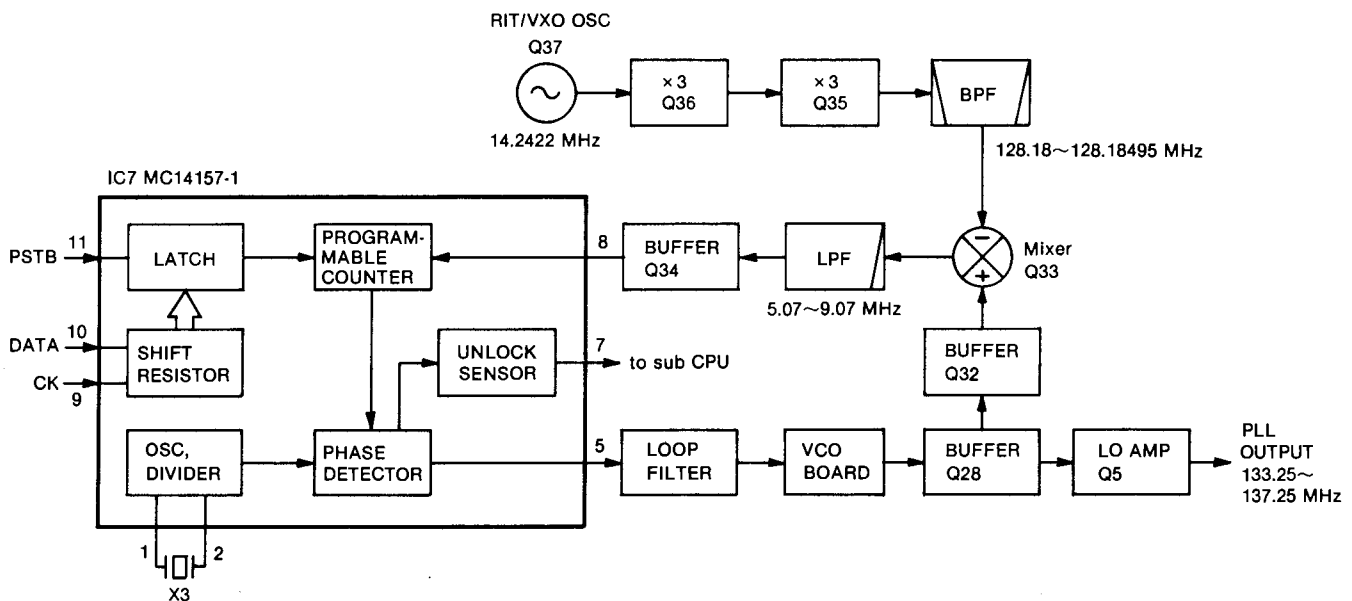 RIT/VXO OSC
Q37
14.2422 MHz
×3
Q36
×3
Q35
BPF
128.18～128.18495 MHz
IC7 MC14157-1
PSTB
11
LATCH
PROGRAM-
MABLE
COUNTER
8
BUFFER
Q34
LPF
5.07～9.07 MHz
−
+
Mixer
Q33
DATA
10
CK
9
SHIFT
RESISTOR
UNLOCK
SENSOR
7
to sub CPU
BUFFER
Q32
OSC,
DIVIDER
PHASE
DETECTOR
5
LOOP
FILTER
VCO
BOARD
BUFFER
Q28
LO AMP
Q5
PLL
OUTPUT
133.25～
137.25 MHz
1
2
X3